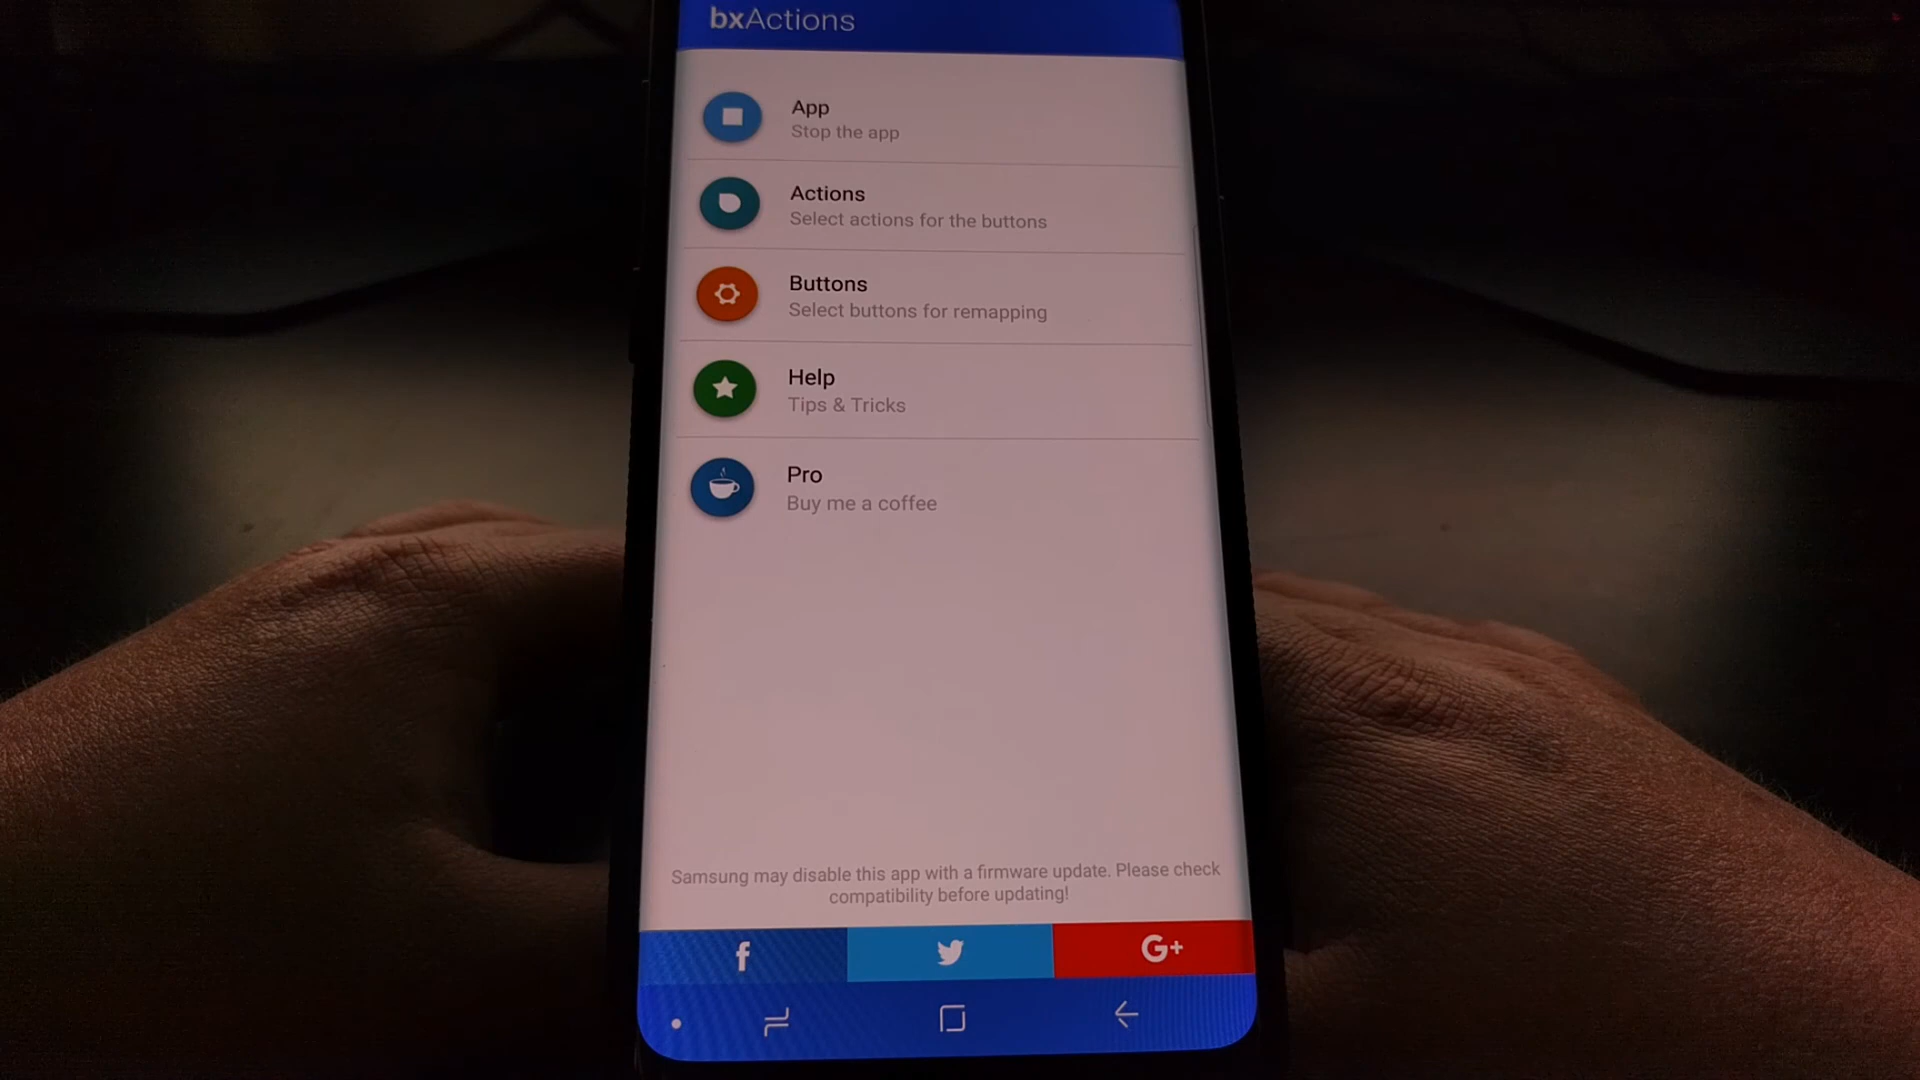 bxActions
App
Stop the app
Actions
Select actions for the buttons
Buttons
Select buttons for remapping
Help
Tips & Tricks
Pro
Buy me a coffee
Samsung may disable this app with a firmware update. Please check
compatibility before updating!
f
G+